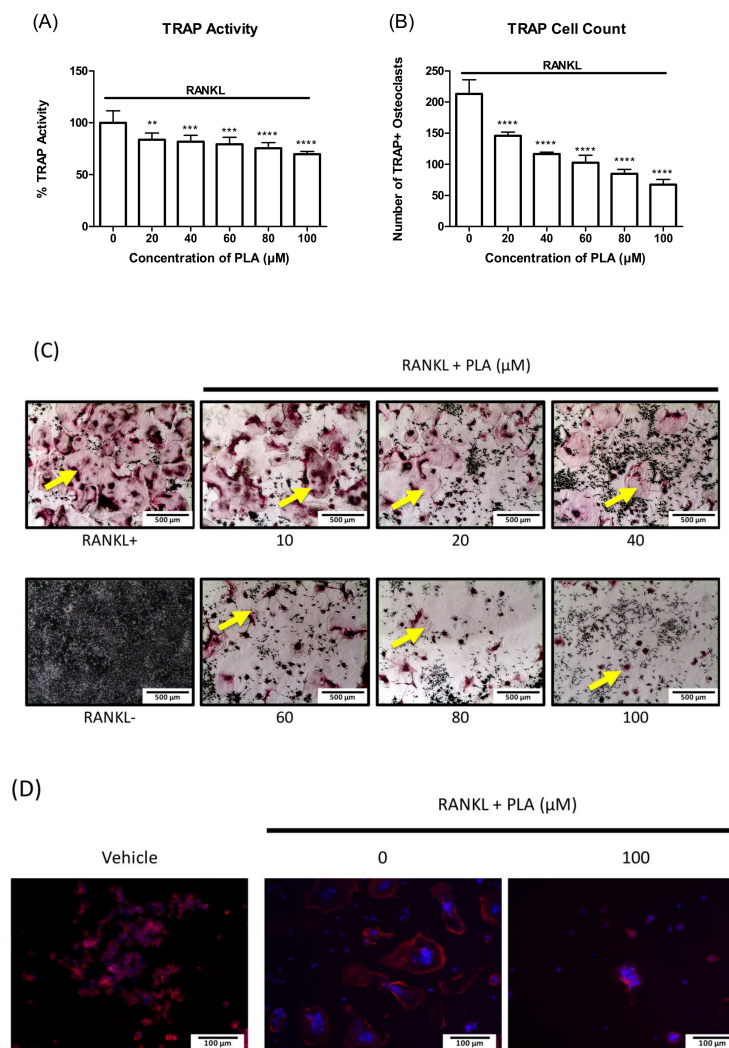 (A)
TRAP Activity
RANKL
% TRAP Activity
150
100
50
0
** *** *** **** ****
0 20 40 60 80 100
Concentration of PLA (µM)
(B)
TRAP Cell Count
RANKL
Number of TRAP+ Osteoclasts
250
200
150
100
50
0
**** **** **** **** ****
0 20 40 60 80 100
Concentration of PLA (µM)
(C)
RANKL + PLA (µM)
500 µm 500 µm 500 µm 500 µm
RANKL+ 10 20 40
500 µm 500 µm 500 µm 500 µm
RANKL- 60 80 100
(D)
RANKL + PLA (µM)
Vehicle 0 100
100 µm 100 µm 100 µm